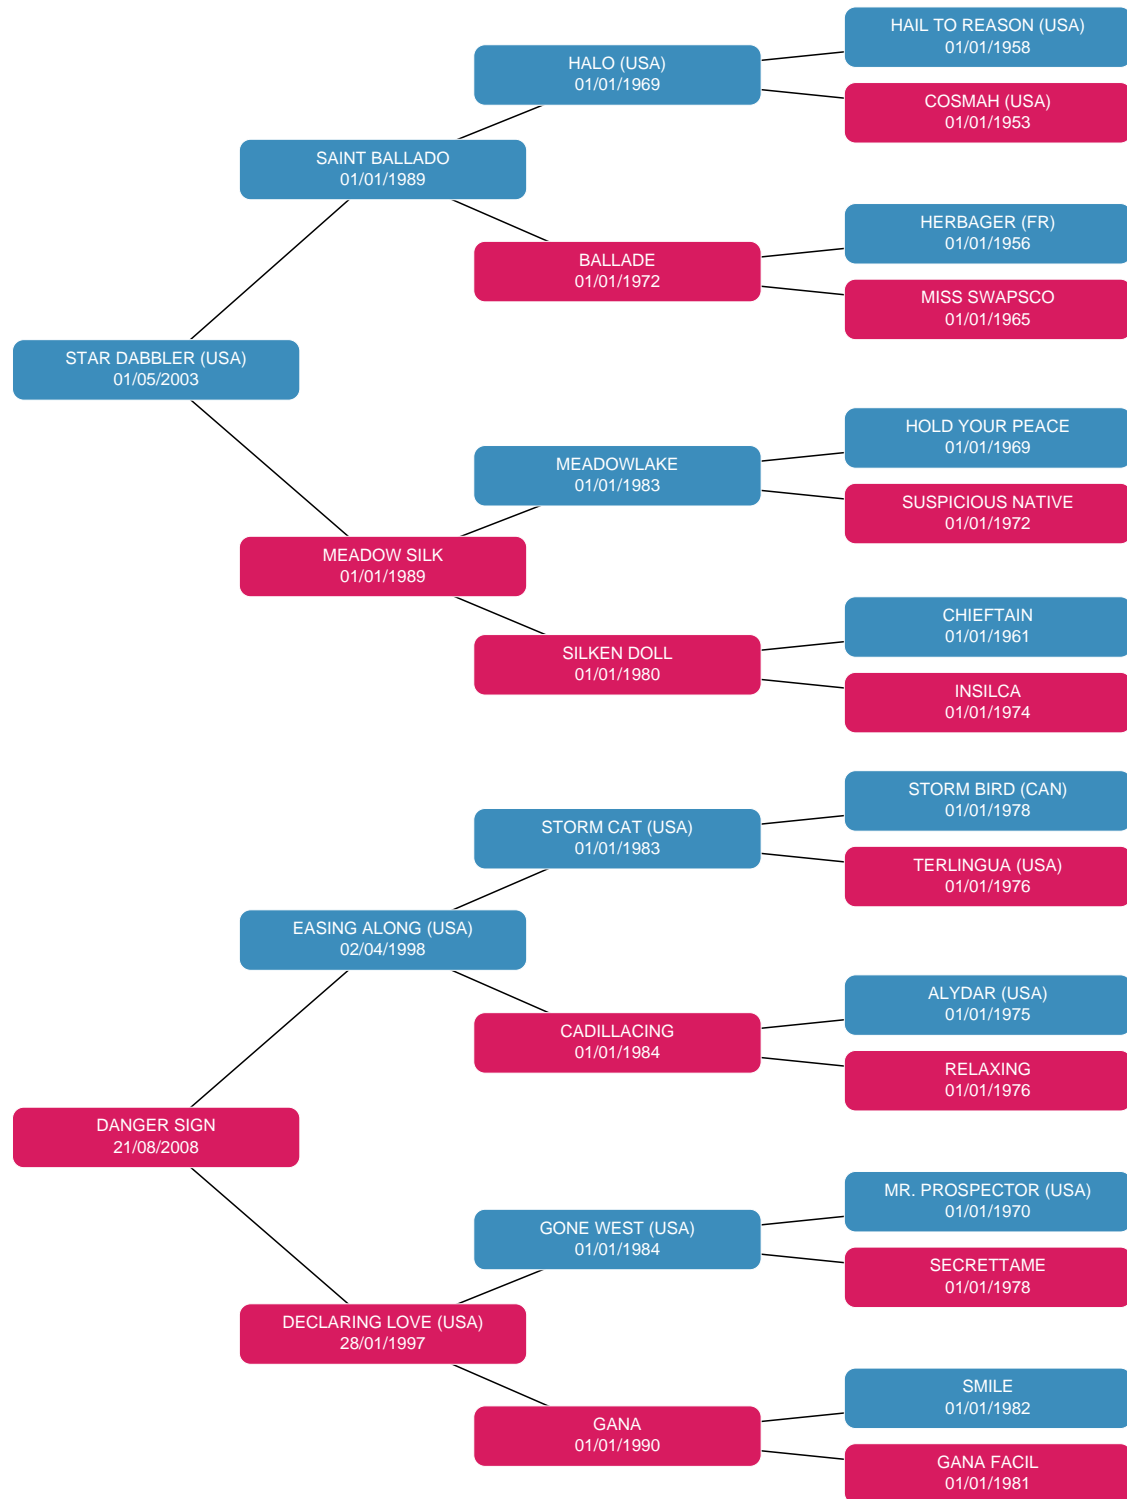 HAIL TO REASON (USA)
01/01/1958
HALO (USA)
01/01/1969
COSMAH (USA)
01/01/1953
SAINT BALLADO
01/01/1989
HERBAGER (FR)
01/01/1956
BALLADE
01/01/1972
MISS SWAPSCO
01/01/1965
STAR DABBLER (USA)
01/05/2003
HOLD YOUR PEACE
01/01/1969
MEADOWLAKE
01/01/1983
SUSPICIOUS NATIVE
01/01/1972
MEADOW SILK
01/01/1989
CHIEFTAIN
01/01/1961
SILKEN DOLL
01/01/1980
INSILCA
01/01/1974
STORM BIRD (CAN)
01/01/1978
STORM CAT (USA)
01/01/1983
TERLINGUA (USA)
01/01/1976
EASING ALONG (USA)
02/04/1998
ALYDAR (USA)
01/01/1975
CADILLACING
01/01/1984
RELAXING
01/01/1976
DANGER SIGN
21/08/2008
MR. PROSPECTOR (USA)
01/01/1970
GONE WEST (USA)
01/01/1984
SECRETTAME
01/01/1978
DECLARING LOVE (USA)
28/01/1997
SMILE
01/01/1982
GANA
01/01/1990
GANA FACIL
01/01/1981